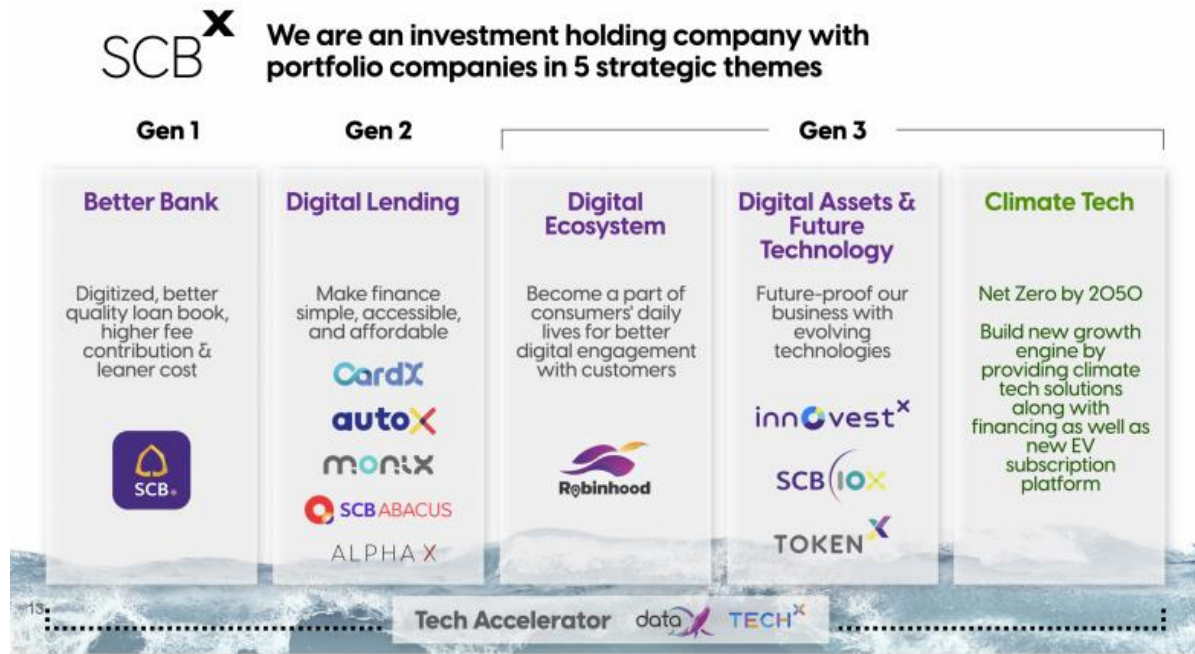 SCB X
We are an investment holding company with
portfolio companies in 5 strategic themes
Gen 1
Gen 2
Gen 3
Better Bank
Digitized, better
quality loan book,
higher fee
contribution &
leaner cost
SCB
Digital Lending
Make finance
simple, accessible,
and affordable
CardX
autoX
monix
SCB ABACUS
ALPHA X
Digital
Ecosystem
Become a part of
consumers' daily
lives for better
digital engagement
with customers
Robinhood
Digital Assets &
Future
Technology
Future-proof our
business with
evolving
technologies
innovest X
SCB 10X
TOKEN X
Climate Tech
Net Zero by 2050
Build new growth
engine by
providing climate
tech solutions
along with
financing as well as
new EV
subscription
platform
13
Tech Accelerator data X TECH X